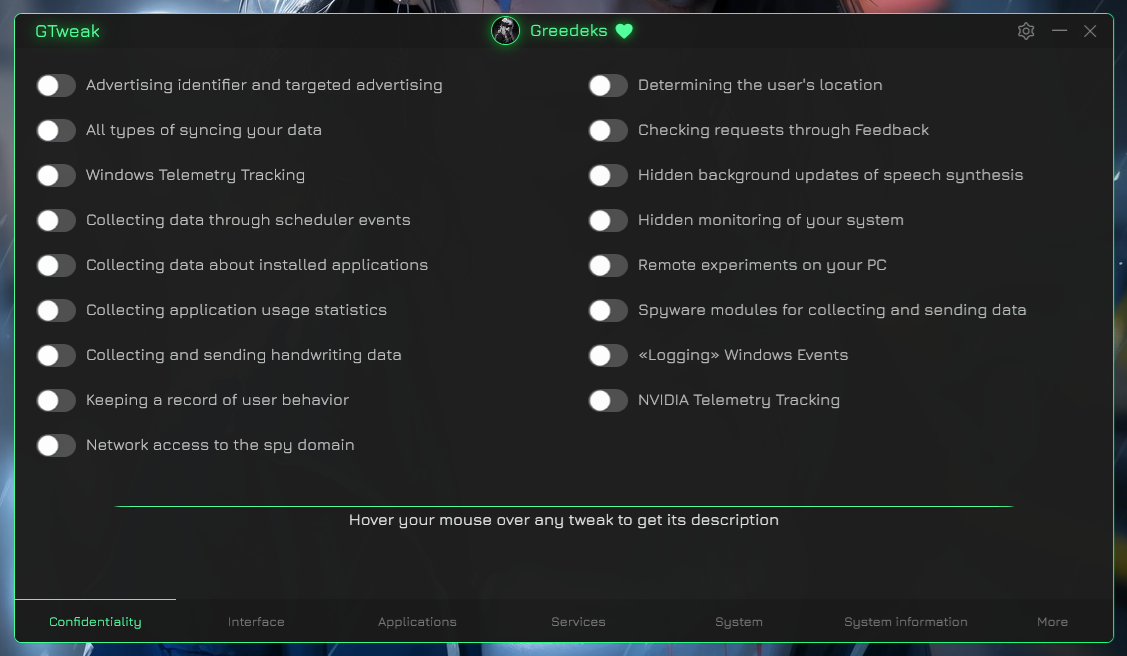 GTweak
Greedeks
Advertising identifier and targeted advertising
All types of syncing your data
Windows Telemetry Tracking
Collecting data through scheduler events
Collecting data about installed applications
Collecting application usage statistics
Collecting and sending handwriting data
Keeping a record of user behavior
Network access to the spy domain
Determining the user's location
Checking requests through Feedback
Hidden background updates of speech synthesis
Hidden monitoring of your system
Remote experiments on your PC
Spyware modules for collecting and sending data
«Logging» Windows Events
NVIDIA Telemetry Tracking
Hover your mouse over any tweak to get its description
Confidentiality
Interface
Applications
Services
System
System information
More